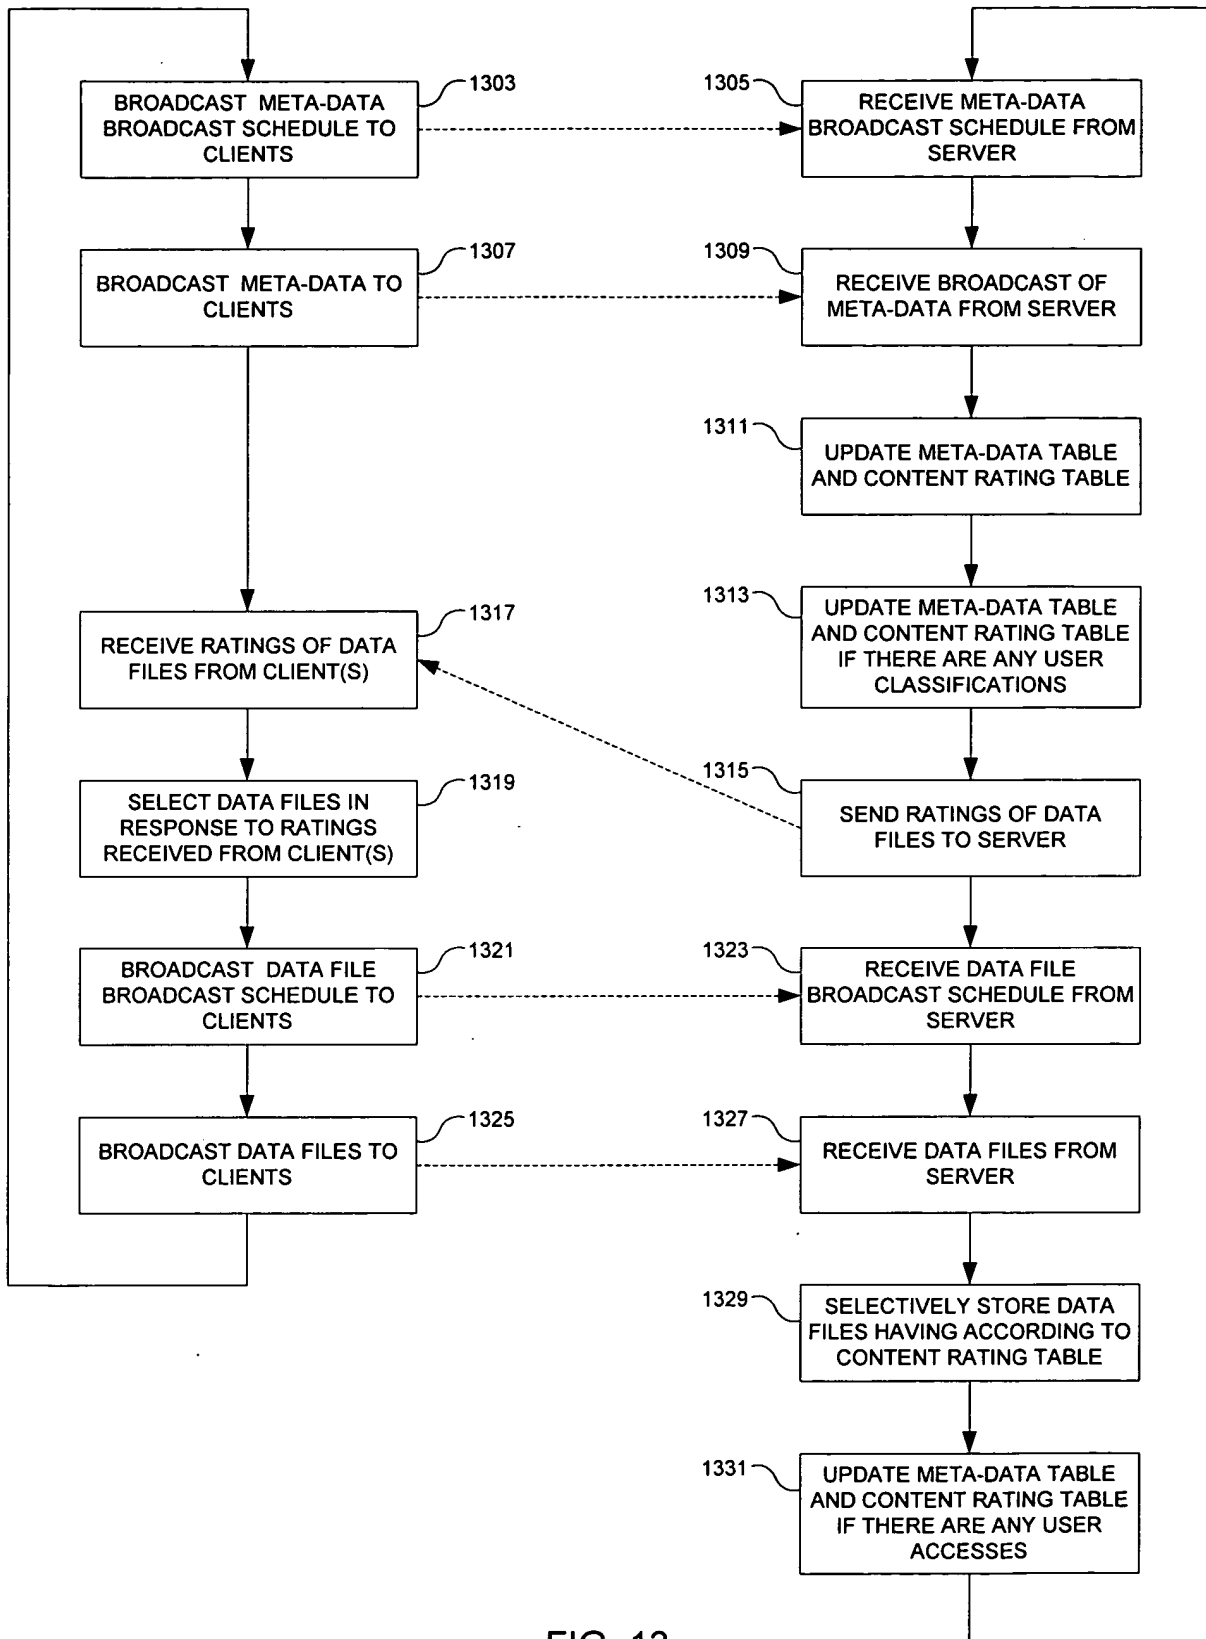 1303
BROADCAST META-DATA
BROADCAST SCHEDULE TO
CLIENTS
1305
RECEIVE META-DATA
BROADCAST SCHEDULE FROM
SERVER
1307
BROADCAST META-DATA TO
CLIENTS
1309
RECEIVE BROADCAST OF
META-DATA FROM SERVER
1311
UPDATE META-DATA TABLE
AND CONTENT RATING TABLE
1317
RECEIVE RATINGS OF DATA
FILES FROM CLIENT(S)
1313
UPDATE META-DATA TABLE
AND CONTENT RATING TABLE
IF THERE ARE ANY USER
CLASSIFICATIONS
1319
SELECT DATA FILES IN
RESPONSE TO RATINGS
RECEIVED FROM CLIENT(S)
1315
SEND RATINGS OF DATA
FILES TO SERVER
1321
BROADCAST DATA FILE
BROADCAST SCHEDULE TO
CLIENTS
1323
RECEIVE DATA FILE
BROADCAST SCHEDULE FROM
SERVER
1325
BROADCAST DATA FILES TO
CLIENTS
1327
RECEIVE DATA FILES FROM
SERVER
1329
SELECTIVELY STORE DATA
FILES HAVING ACCORDING TO
CONTENT RATING TABLE
1331
UPDATE META-DATA TABLE
AND CONTENT RATING TABLE
IF THERE ARE ANY USER
ACCESSES
FIG. 13